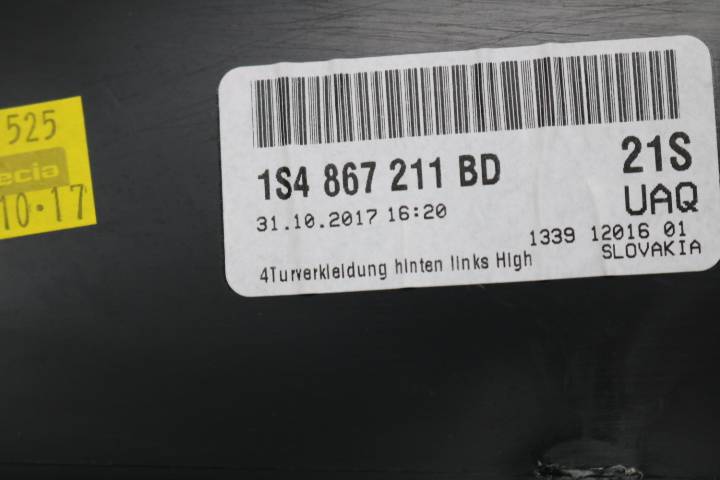 525
ecia
10·17
1S4 867 211 BD
21S
UAQ
31.10.2017 16:20
1339 12016 01
SLOVAKIA
4Turverkleidung hinten links High